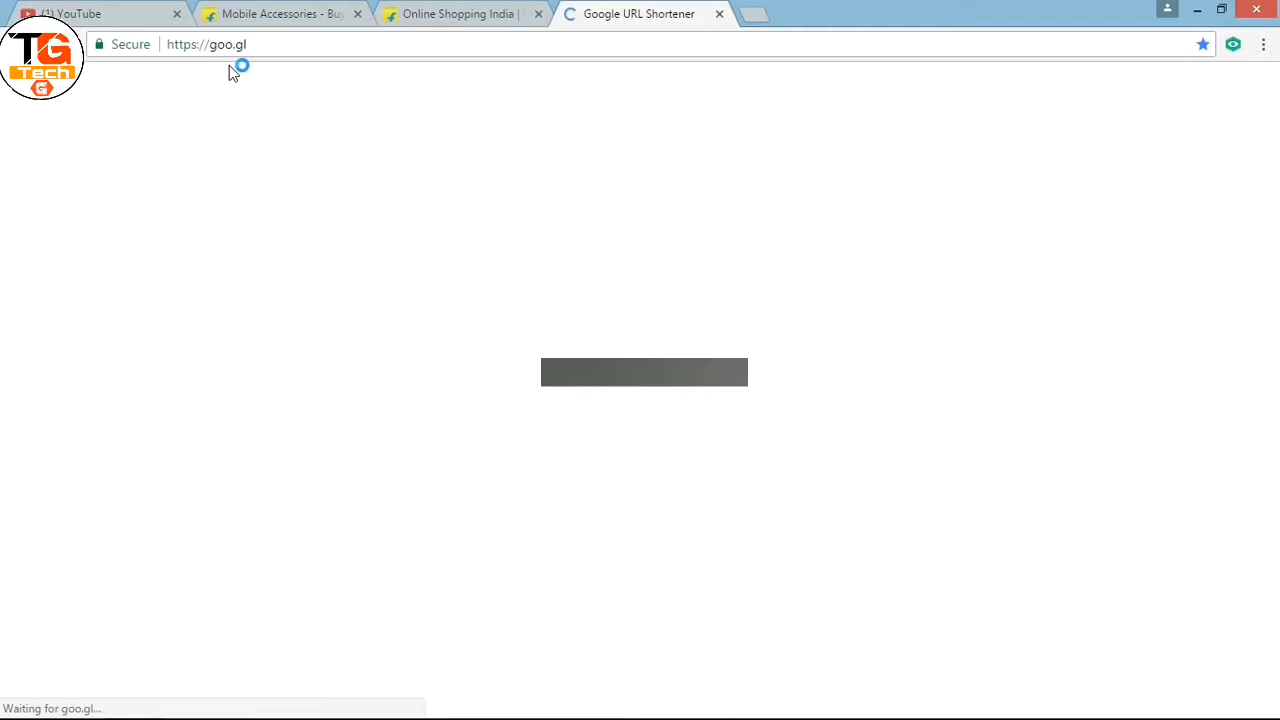 (1) YouTube
Mobile Accessories - Buy
Online Shopping India |
Google URL Shortener
Secure
https://goo.gl
TG
Tech
G
Waiting for goo.gl...